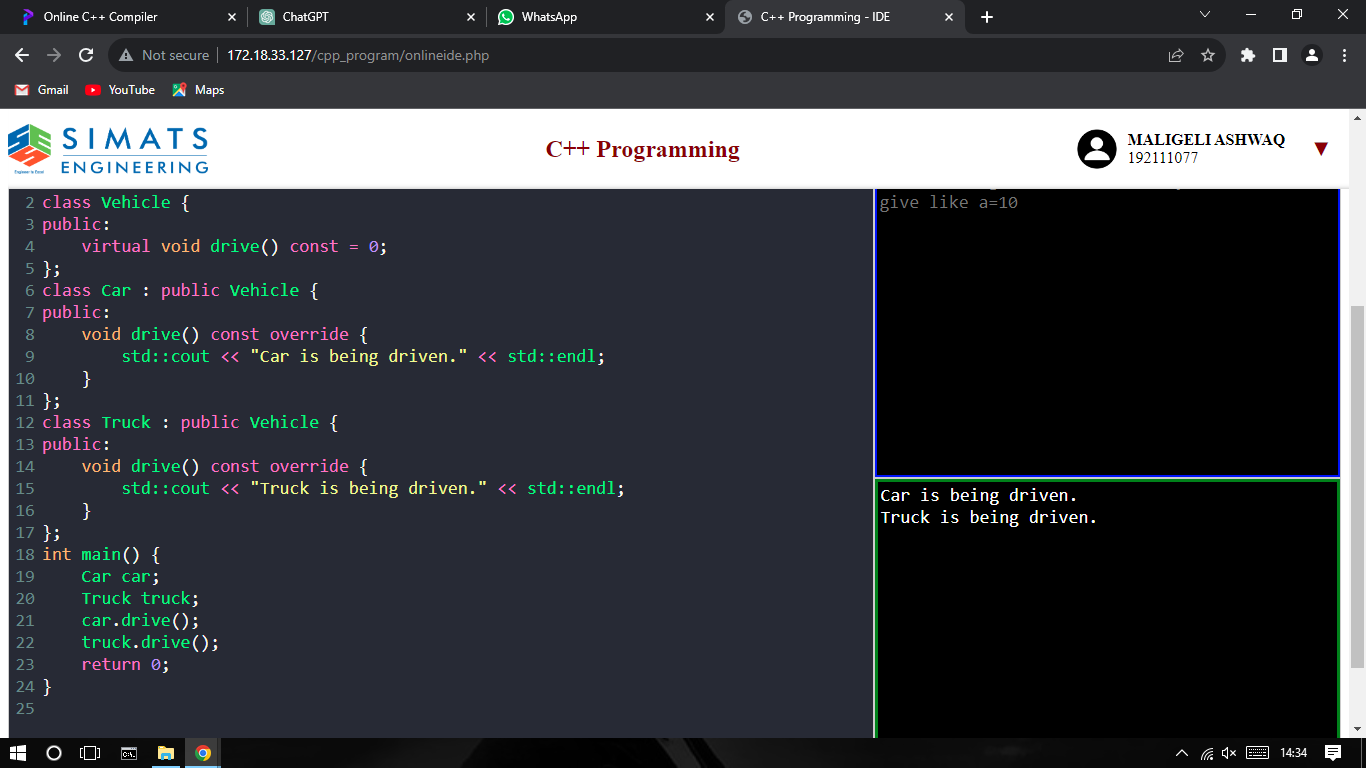 Online C++ Compiler
ChatGPT
WhatsApp
C++ Programming - IDE
Not secure
172.18.33.127/cpp_program/onlineide.php
Gmail
YouTube
Maps
SIMATS
ENGINEERING
C++ Programming
MALIGELI ASHWAQ
192111077
2 class Vehicle {
3 public:
4     virtual void drive() const = 0;
5 };
6 class Car : public Vehicle {
7 public:
8     void drive() const override {
9         std::cout << "Car is being driven." << std::endl;
10     }
11 };
12 class Truck : public Vehicle {
13 public:
14     void drive() const override {
15         std::cout << "Truck is being driven." << std::endl;
16     }
17 };
18 int main() {
19     Car car;
20     Truck truck;
21     car.drive();
22     truck.drive();
23     return 0;
24 }
25
give like a=10
Car is being driven.
Truck is being driven.
14:34